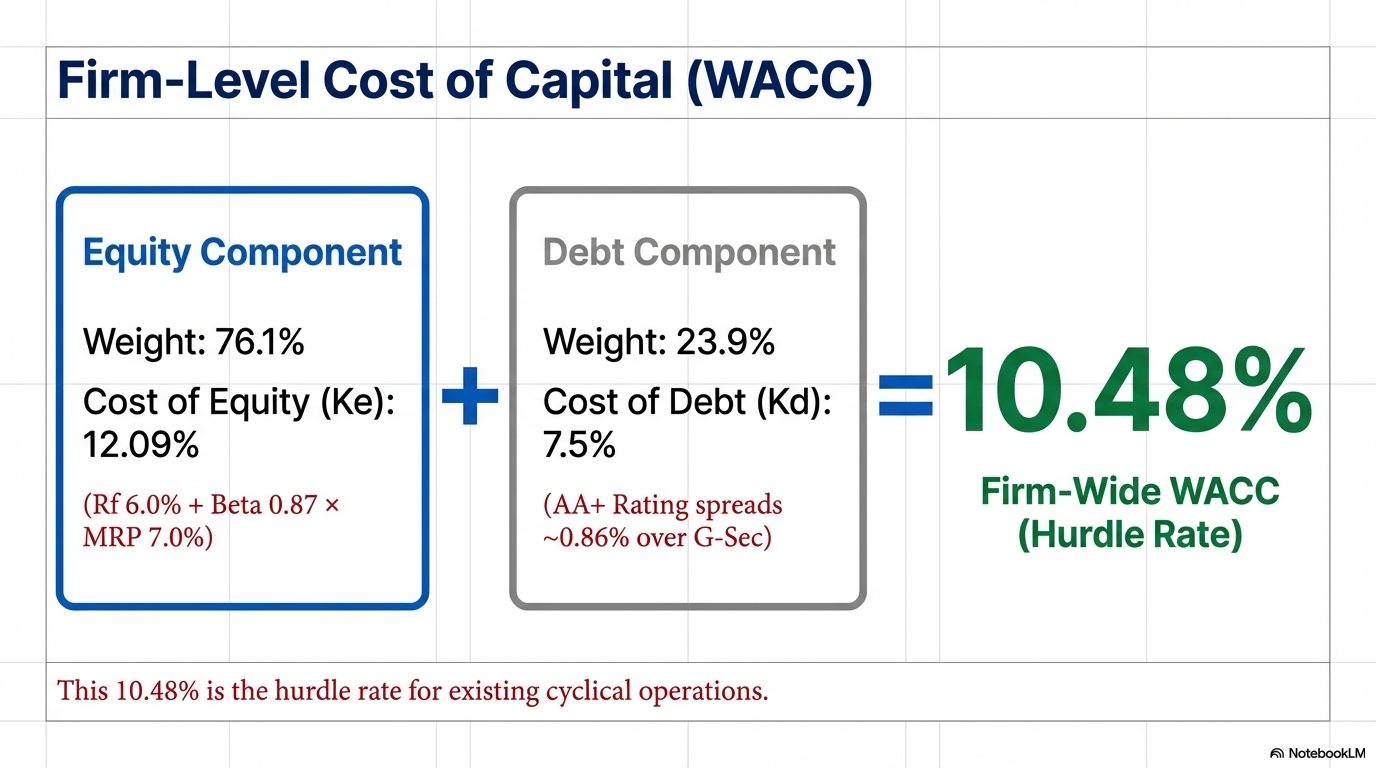 Firm-Level Cost of Capital (WACC)
Equity Component
Weight: 76.1%
Cost of Equity (Ke):
12.09%
(Rf 6.0% + Beta 0.87 ×
MRP 7.0%)
+
Debt Component
Weight: 23.9%
Cost of Debt (Kd):
7.5%
(AA+ Rating spreads
~0.86% over G-Sec)
=
10.48%
Firm-Wide WACC
(Hurdle Rate)
This 10.48% is the hurdle rate for existing cyclical operations.
NotebookLM